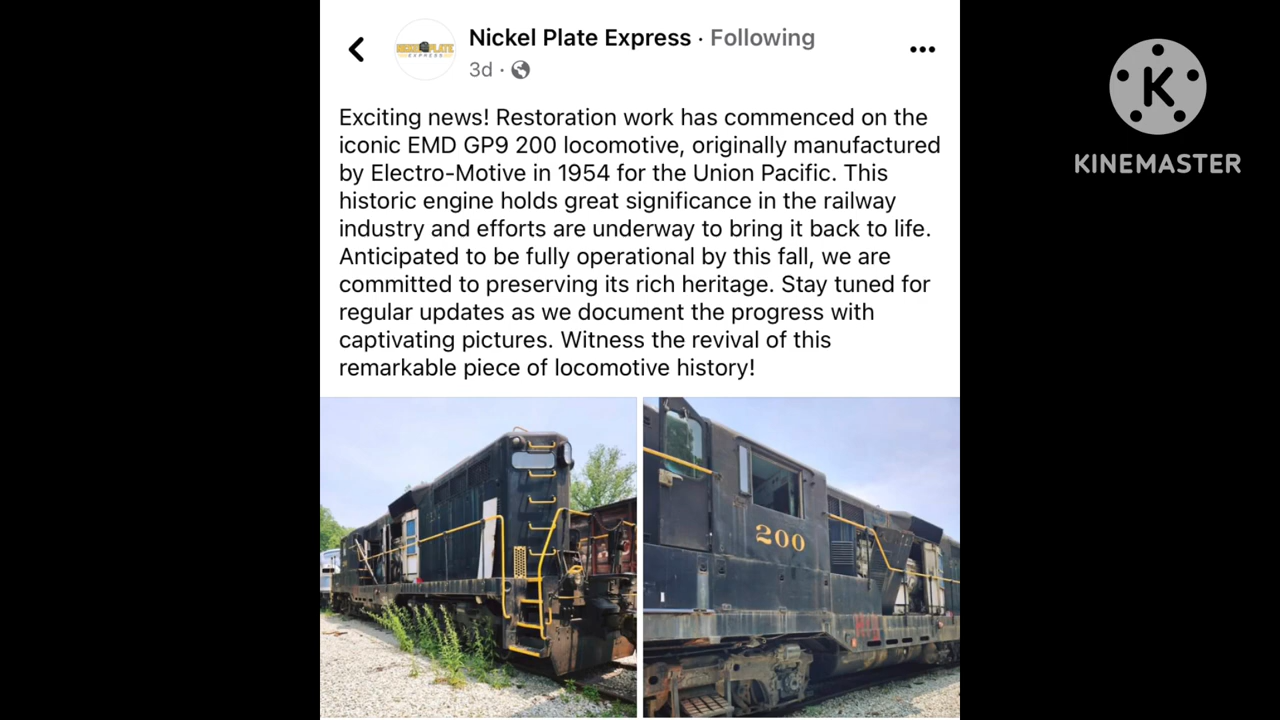 Nickel Plate Express · Following
3d ·
Exciting news! Restoration work has commenced on the
iconic EMD GP9 200 locomotive, originally manufactured
by Electro-Motive in 1954 for the Union Pacific. This
historic engine holds great significance in the railway
industry and efforts are underway to bring it back to life.
Anticipated to be fully operational by this fall, we are
committed to preserving its rich heritage. Stay tuned for
regular updates as we document the progress with
captivating pictures. Witness the revival of this
remarkable piece of locomotive history!
200
K
KINEMASTER